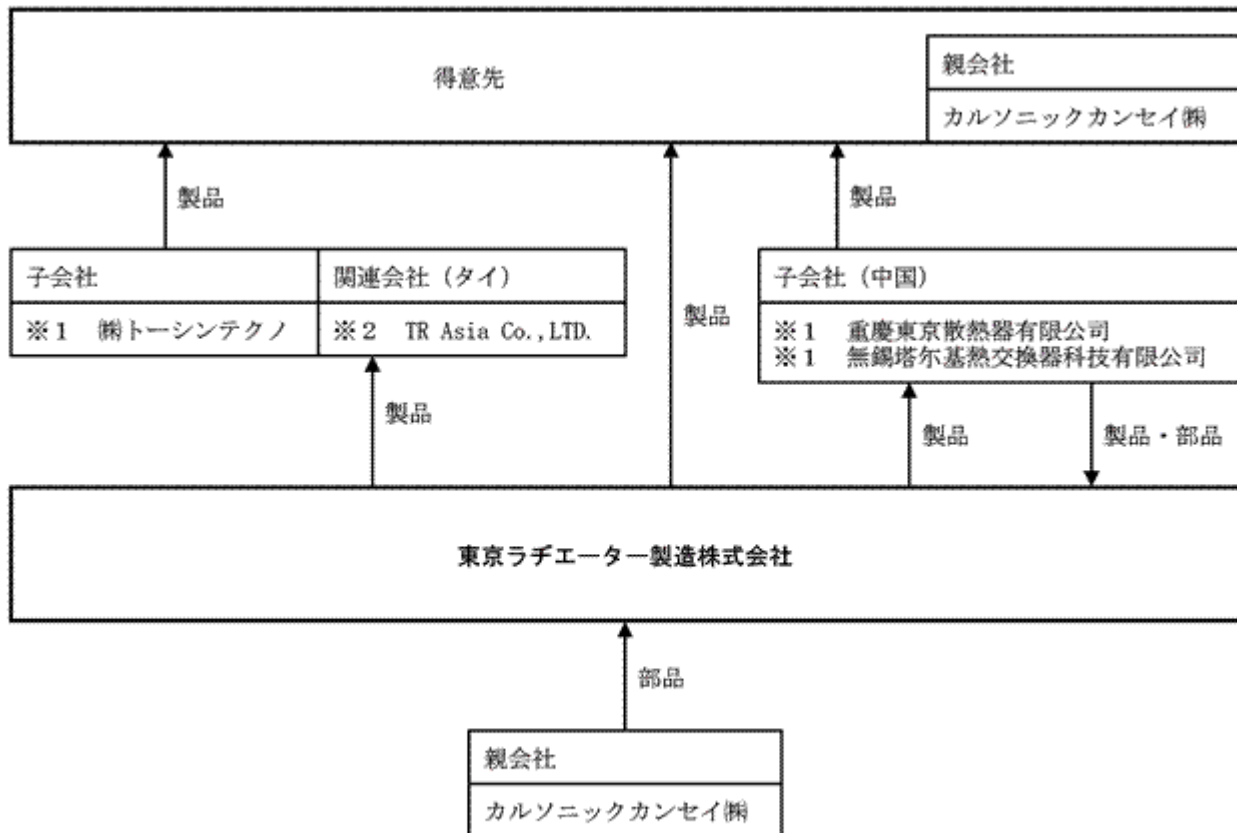 得意先
親会社
カルソニックカンセイ㈱
製品
製品
子会社
関連会社（タイ）
※１　㈱トーシンテクノ
※２　TR Asia Co.,LTD.
製品
子会社（中国）
※１　重慶東京散熱器有限公司
※１　無錫塔尓基熱交換器科技有限公司
製品
製品
製品・部品
東京ラヂエーター製造株式会社
部品
親会社
カルソニックカンセイ㈱